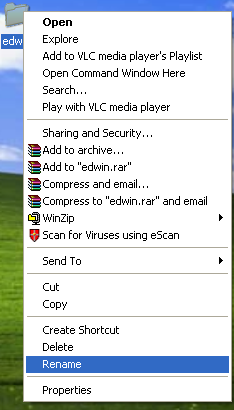 edw
Open
Explore
Add to VLC media player's Playlist
Open Command Window Here
Search...
Play with VLC media player
Sharing and Security...
Add to archive...
Add to "edwin.rar"
Compress and email...
Compress to "edwin.rar" and email
WinZip
Scan for Viruses using eScan
Send To
Cut
Copy
Create Shortcut
Delete
Rename
Properties